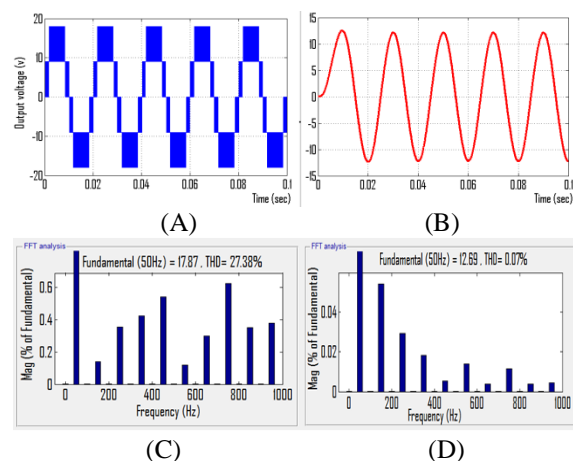 20
10
0
-10
-20
Output voltage (v)
0 0.02 0.04 0.06 0.08 0.1
Time (sec)
(A)
15
10
5
0
-5
-10
-15
0 0.02 0.04 0.06 0.08 0.1
Time (sec)
(B)
FFT analysis
Fundamental (50Hz) = 17.87 , THD= 27.38%
0.6
0.4
0.2
0
Mag (% of Fundamental)
0 200 400 600 800 1000
Frequency (Hz)
(C)
FFT analysis
Fundamental (50Hz) = 12.69 , THD= 0.07%
0.04
0.02
0
Mag (% of Fundamental)
0 200 400 600 800 1000
Frequency (Hz)
(D)